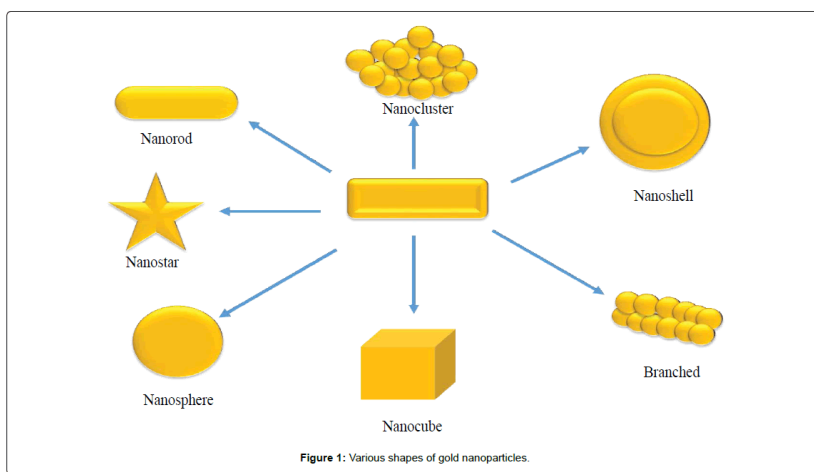 Nanocluster
Nanorod
Nanoshell
Nanostar
Nanosphere
Branched
Nanocube
Figure 1: Various shapes of gold nanoparticles.